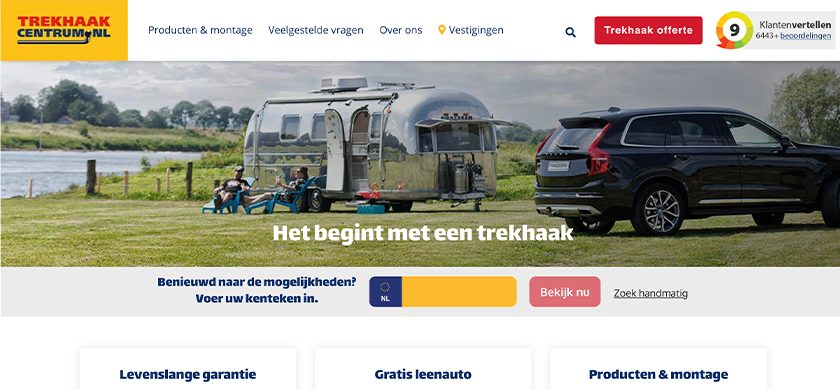 TREKHAAK
CENTRUM.NL
Producten & montage Veelgestelde vragen Over ons Vestigingen
Trekhaak offerte
9
Klantenvertellen
6443+ beoordelingen
Het begint met een trekhaak
Benieuwd naar de mogelijkheden?
Voer uw kenteken in.
NL
Bekijk nu
Zoek handmatig
Levenslange garantie Gratis leenauto Producten & montage